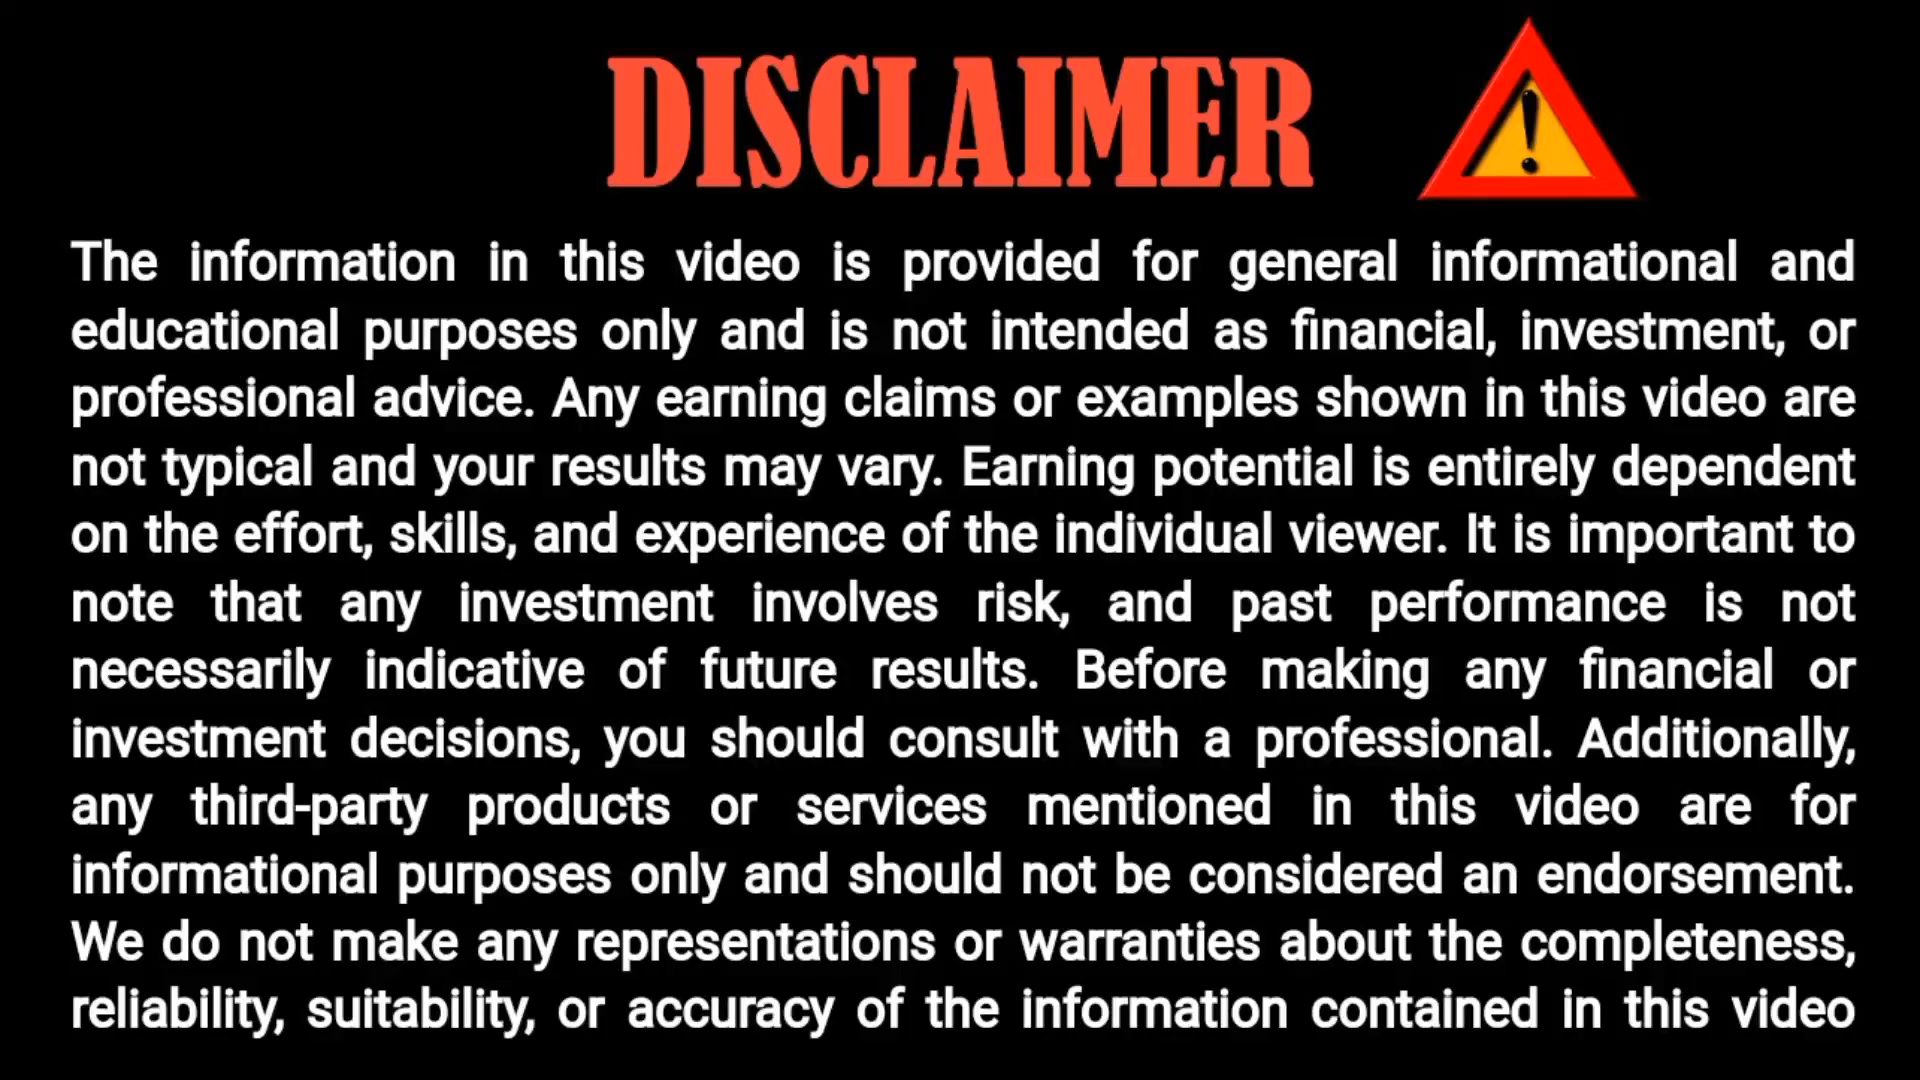 DISCLAIMER
The information in this video is provided for general informational and
educational purposes only and is not intended as financial, investment, or
professional advice. Any earning claims or examples shown in this video are
not typical and your results may vary. Earning potential is entirely dependent
on the effort, skills, and experience of the individual viewer. It is important to
note that any investment involves risk, and past performance is not
necessarily indicative of future results. Before making any financial or
investment decisions, you should consult with a professional. Additionally,
any third-party products or services mentioned in this video are for
informational purposes only and should not be considered an endorsement.
We do not make any representations or warranties about the completeness,
reliability, suitability, or accuracy of the information contained in this video